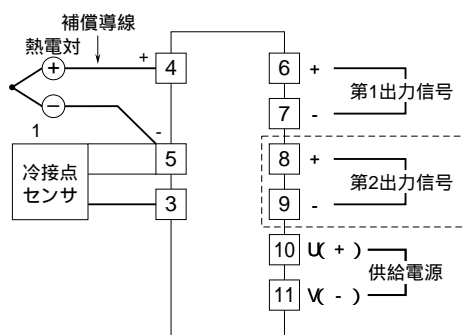 補償導線
熱電対
+ + 4
−
1
-
5
冷接点
センサ
3
6 +
第1出力信号
7 -
8 +
第2出力信号
9 -
10 U( + )
供給電源
11 V( - )